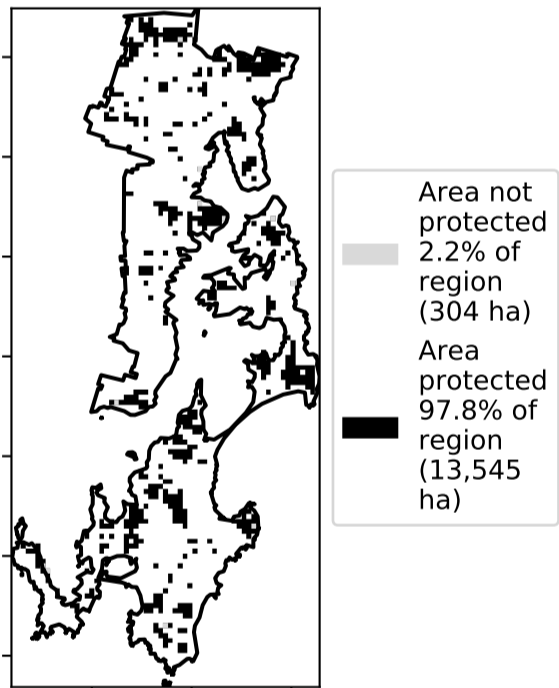 Area not
protected
2.2% of
region
(304 ha)
Area
protected
97.8% of
region
(13,545
ha)